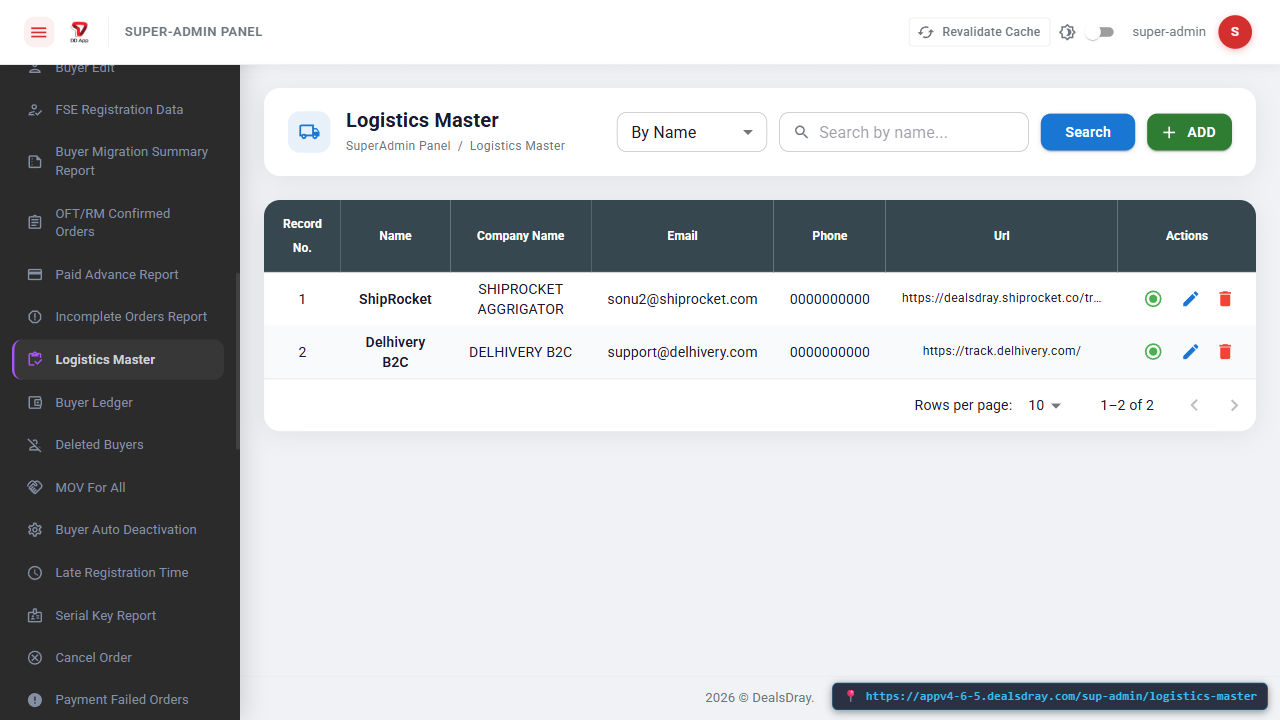 DD App
SUPER-ADMIN PANEL
Revalidate Cache
super-admin
S
Buyer Edit
FSE Registration Data
Buyer Migration Summary
Report
OFT/RM Confirmed
Orders
Paid Advance Report
Incomplete Orders Report
Logistics Master
Buyer Ledger
Deleted Buyers
MOV For All
Buyer Auto Deactivation
Late Registration Time
Serial Key Report
Cancel Order
Payment Failed Orders
Logistics Master
SuperAdmin Panel / Logistics Master
By Name
Search by name...
Search
ADD
Record
No.
Name
Company Name
Email
Phone
Url
Actions
1
ShipRocket
SHIPROCKET
AGGRIGATOR
sonu2@shiprocket.com
0000000000
https://dealsdray.shiprocket.co/tr...
2
Delhivery
B2C
DELHIVERY B2C
support@delhivery.com
0000000000
https://track.delhivery.com/
Rows per page: 10
1–2 of 2
2026 © DealsDray.
https://appv4-6-5.dealsdray.com/sup-admin/logistics-master